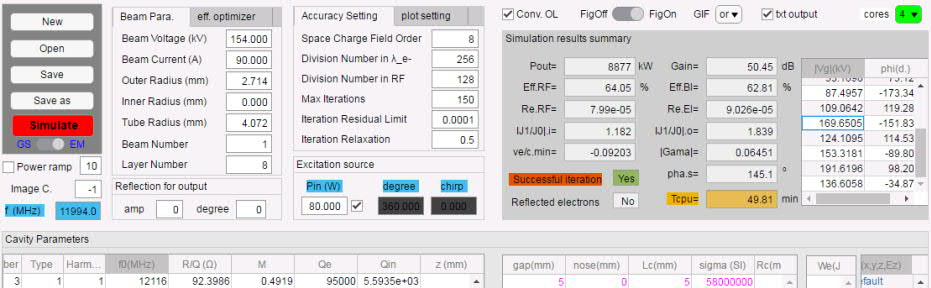 New
Open
Save
Save as
Simulate
GS EM
Power ramp 10
Image C. -1
f (MHz) 11994.0
Beam Para. eff. optimizer
Beam Voltage (kV) 154.000
Beam Current (A) 90.000
Outer Radius (mm) 2.714
Inner Radius (mm) 0.000
Tube Radius (mm) 4.072
Beam Number 1
Layer Number 8
Reflection for output
amp 0 degree 0
Accuracy Setting plot setting
Space Charge Field Order 8
Division Number in λ_e- 256
Division Number in RF 128
Max Iterations 150
Iteration Residual Limit 0.0001
Iteration Relaxation 0.5
Excitation source
Pin (W) degree chirp
80.000 360.000 0.000
Conv. OL FigOff FigOn GIF or txt output cores 4
Simulation results summary
Pout= 8877 kW Gain= 50.45 dB
Eff.RF= 64.05 % Eff.BI= 62.81 %
Re.RF= 7.99e-05 Re.EI= 9.026e-05
IJ1/J0|.i= 1.182 IJ1/J0|.o= 1.839
ve/c.min= -0.09203 |Gama|= 0.06451
Successful iteration Yes pha.s= 145.1 °
Reflected electrons No Tcpu= 49.81 min
|Vg|(kV) phi(d.)
87.4957 -173.34
109.0642 119.28
169.6505 -151.83
124.1095 114.53
153.3181 -89.80
191.6196 98.20
136.6058 -34.87
Cavity Parameters
ber Type Harm... f0(MHz) R/Q (Ω) M Qe Qin z (mm)
3 1 1 12116 92.3986 0.4919 95000 5.5935e+03
gap(mm) nose(mm) Lc(mm) sigma (SI) Rc(m
5 0 5 58000000
We(J
(x,y,z,Ez)
efault